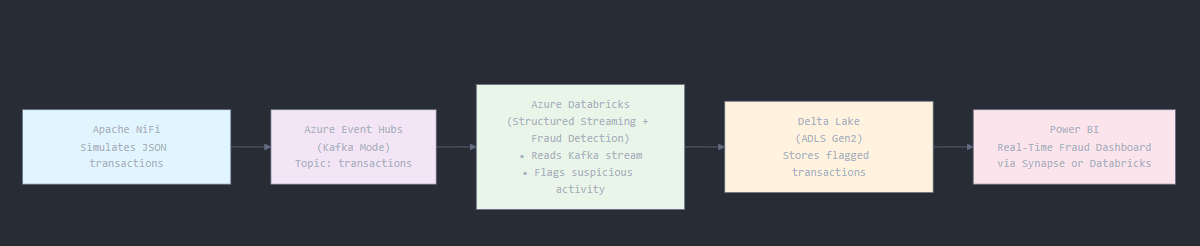 Apache NiFi
Simulates JSON
transactions
Azure Event Hubs
(Kafka Mode)
Topic: transactions
Azure Databricks
(Structured Streaming +
Fraud Detection)
• Reads Kafka stream
• Flags suspicious
activity
Delta Lake
(ADLS Gen2)
Stores flagged
transactions
Power BI
Real-Time Fraud Dashboard
via Synapse or Databricks